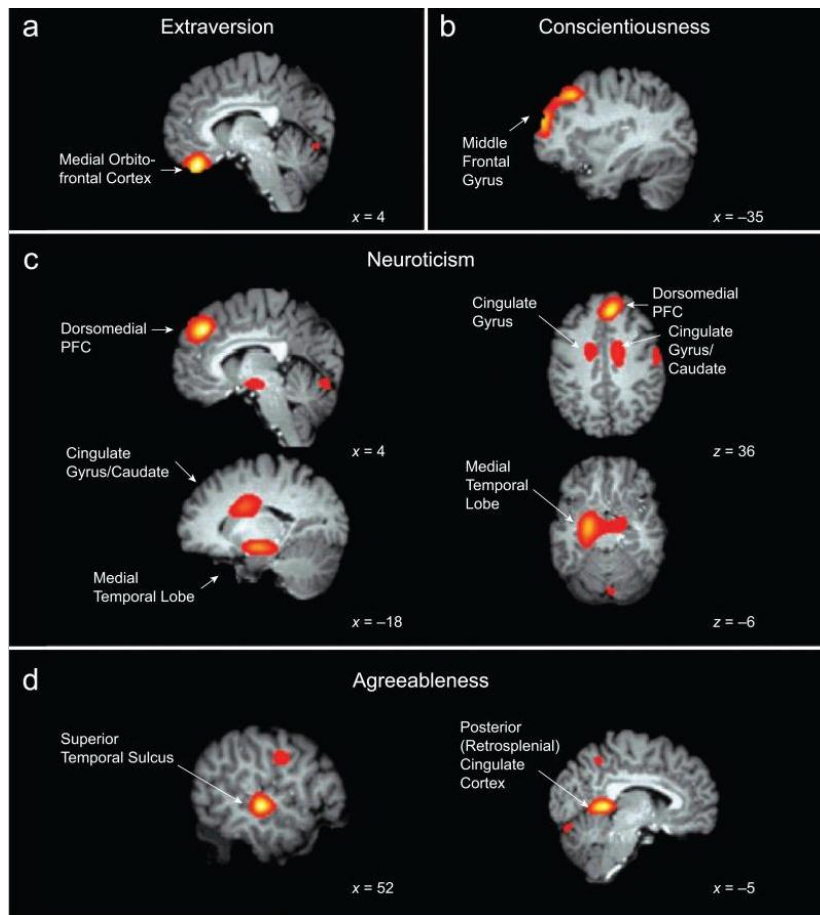 a
Extraversion
Medial Orbito-
frontal Cortex
x = 4
b
Conscientiousness
Middle
Frontal
Gyrus
x = –35
c
Neuroticism
Dorsomedial
PFC
x = 4
Cingulate
Gyrus
Dorsomedial
PFC
Cingulate
Gyrus/
Caudate
z = 36
Cingulate
Gyrus/Caudate
Medial
Temporal Lobe
x = –18
Medial
Temporal
Lobe
z = –6
d
Agreeableness
Superior
Temporal Sulcus
x = 52
Posterior
(Retrosplenial)
Cingulate
Cortex
x = –5